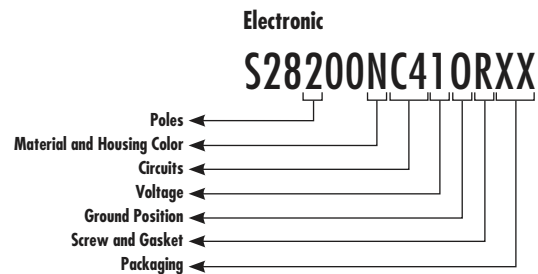 Electronic
S28200NC410RXX
Poles
Material and Housing Color
Circuits
Voltage
Ground Position
Screw and Gasket
Packaging